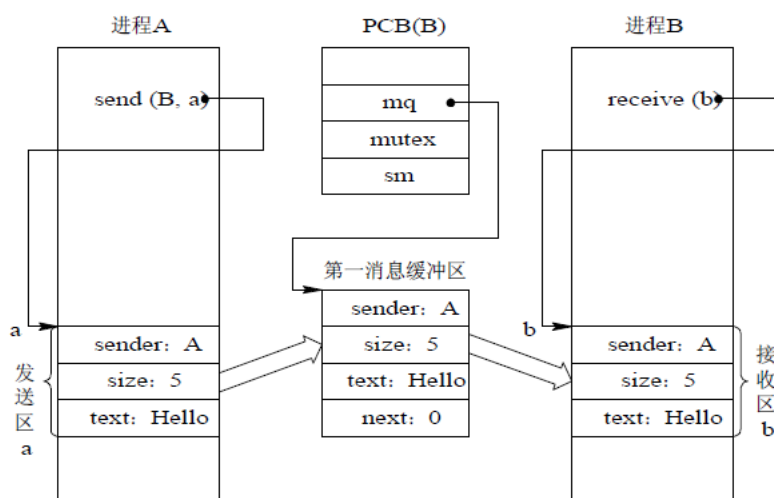 进程A
PCB(B)
进程B
send (B, a)
mq
receive (b)
mutex
sm
第一消息缓冲区
sender: A
a
b
sender: A
size: 5
sender: A
size: 5
text: Hello
size: 5
text: Hello
next: 0
text: Hello
发送区
a
接收区
b